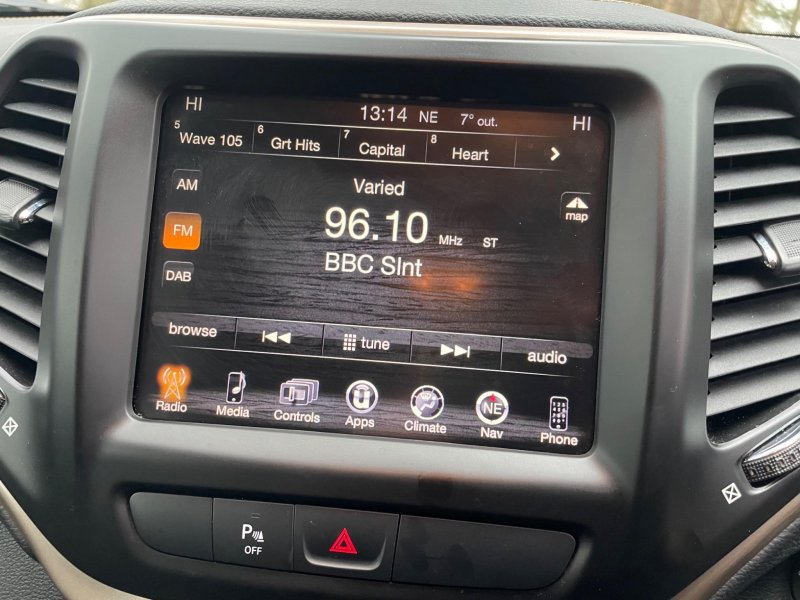 HI 13:14 NE 7° out. HI
5 Wave 105 6 Grt Hits 7 Capital 8 Heart
Varied
AM
map
96.10 MHz ST
FM
BBC Slnt
DAB
browse tune audio
NE
Radio Media Controls Apps Climate Nav Phone
P OFF